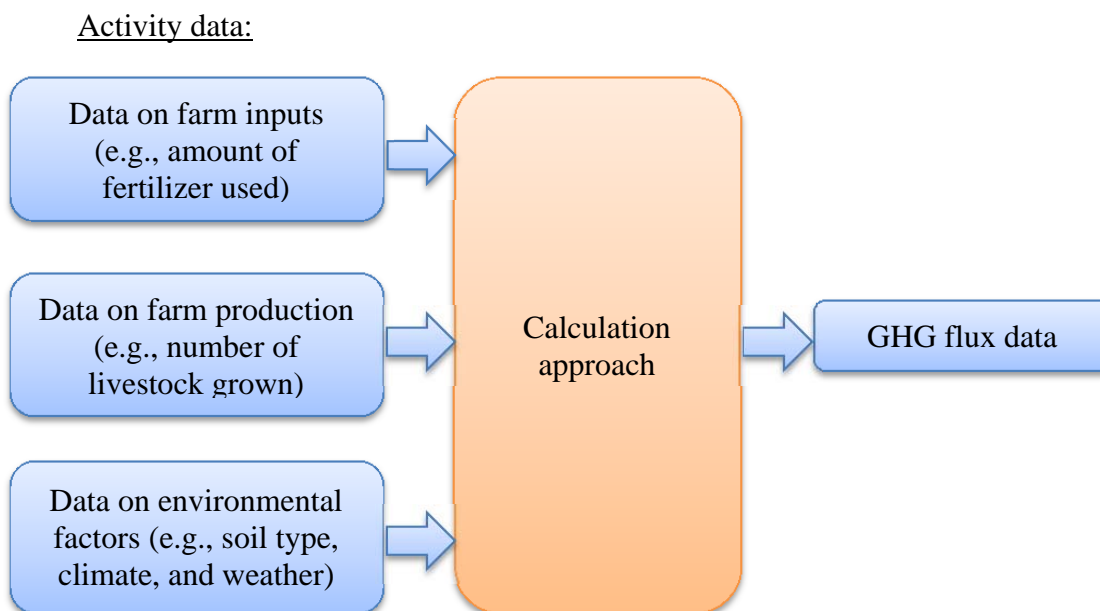 Activity data:
Data on farm inputs
(e.g., amount of
fertilizer used)
Data on farm production
(e.g., number of
livestock grown)
Data on environmental
factors (e.g., soil type,
climate, and weather)
Calculation
approach
GHG flux data